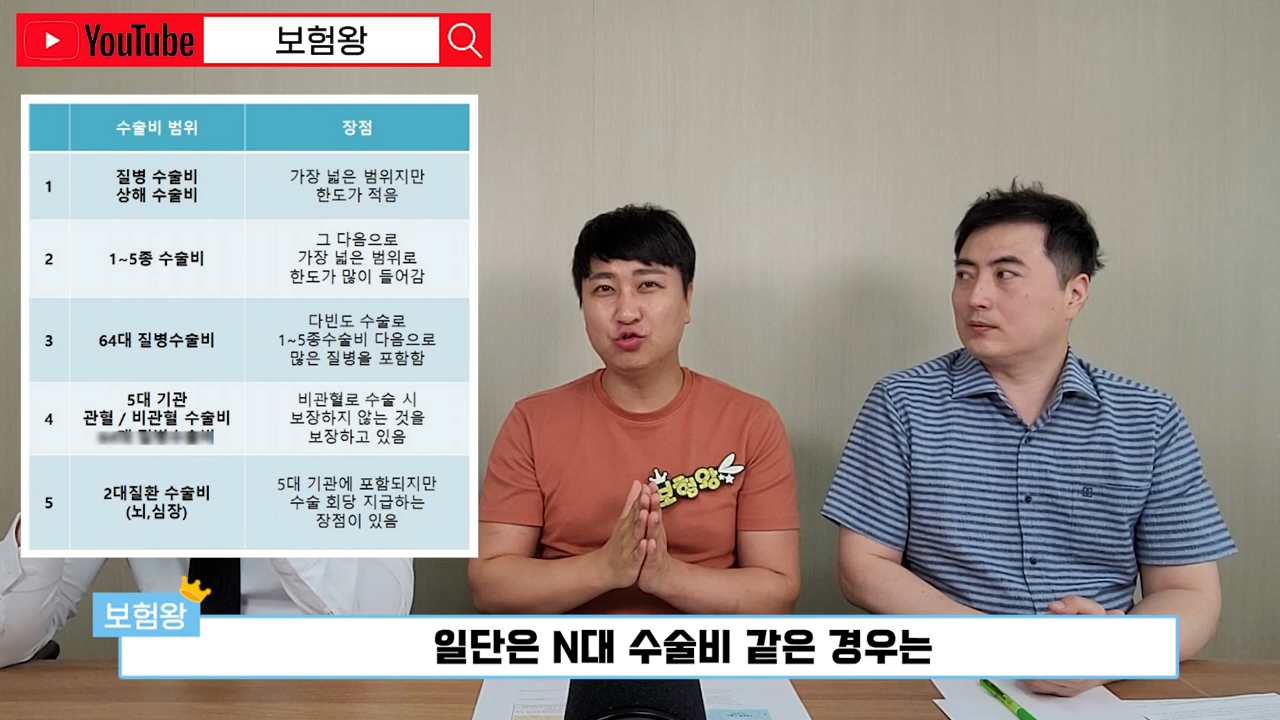 YouTube
보험왕
수술비 범위
장점
1
질병 수술비
상해 수술비
가장 넓은 범위지만
한도가 적음
2
1~5종 수술비
그 다음으로
가장 넓은 범위로
한도가 많이 들어감
3
64대 질병수술비
다빈도 수술로
1~5종수술비 다음으로
많은 질병을 포함함
4
5대 기관
관혈 / 비관혈 수술비
비관혈로 수술 시
보장하지 않는 것을
보장하고 있음
5
2대질환 수술비
(뇌,심장)
5대 기관에 포함되지만
수술 회당 지급하는
장점이 있음
보험왕
보험왕
일단은 N대 수술비 같은 경우는